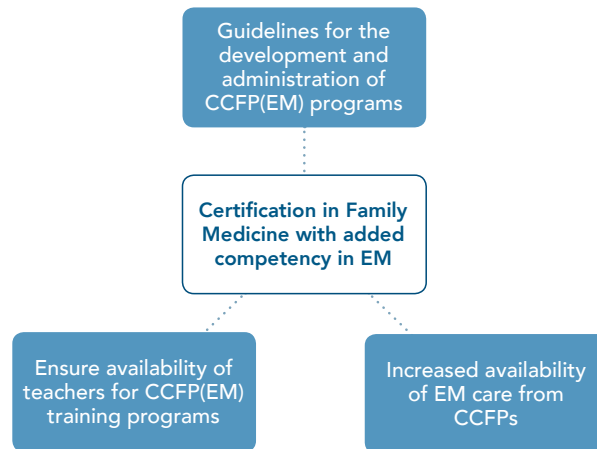 Guidelines for the
development and
administration of
CCFP(EM) programs
Certification in Family
Medicine with added
competency in EM
Ensure availability of
teachers for CCFP(EM)
training programs
Increased availability
of EM care from
CCFPs